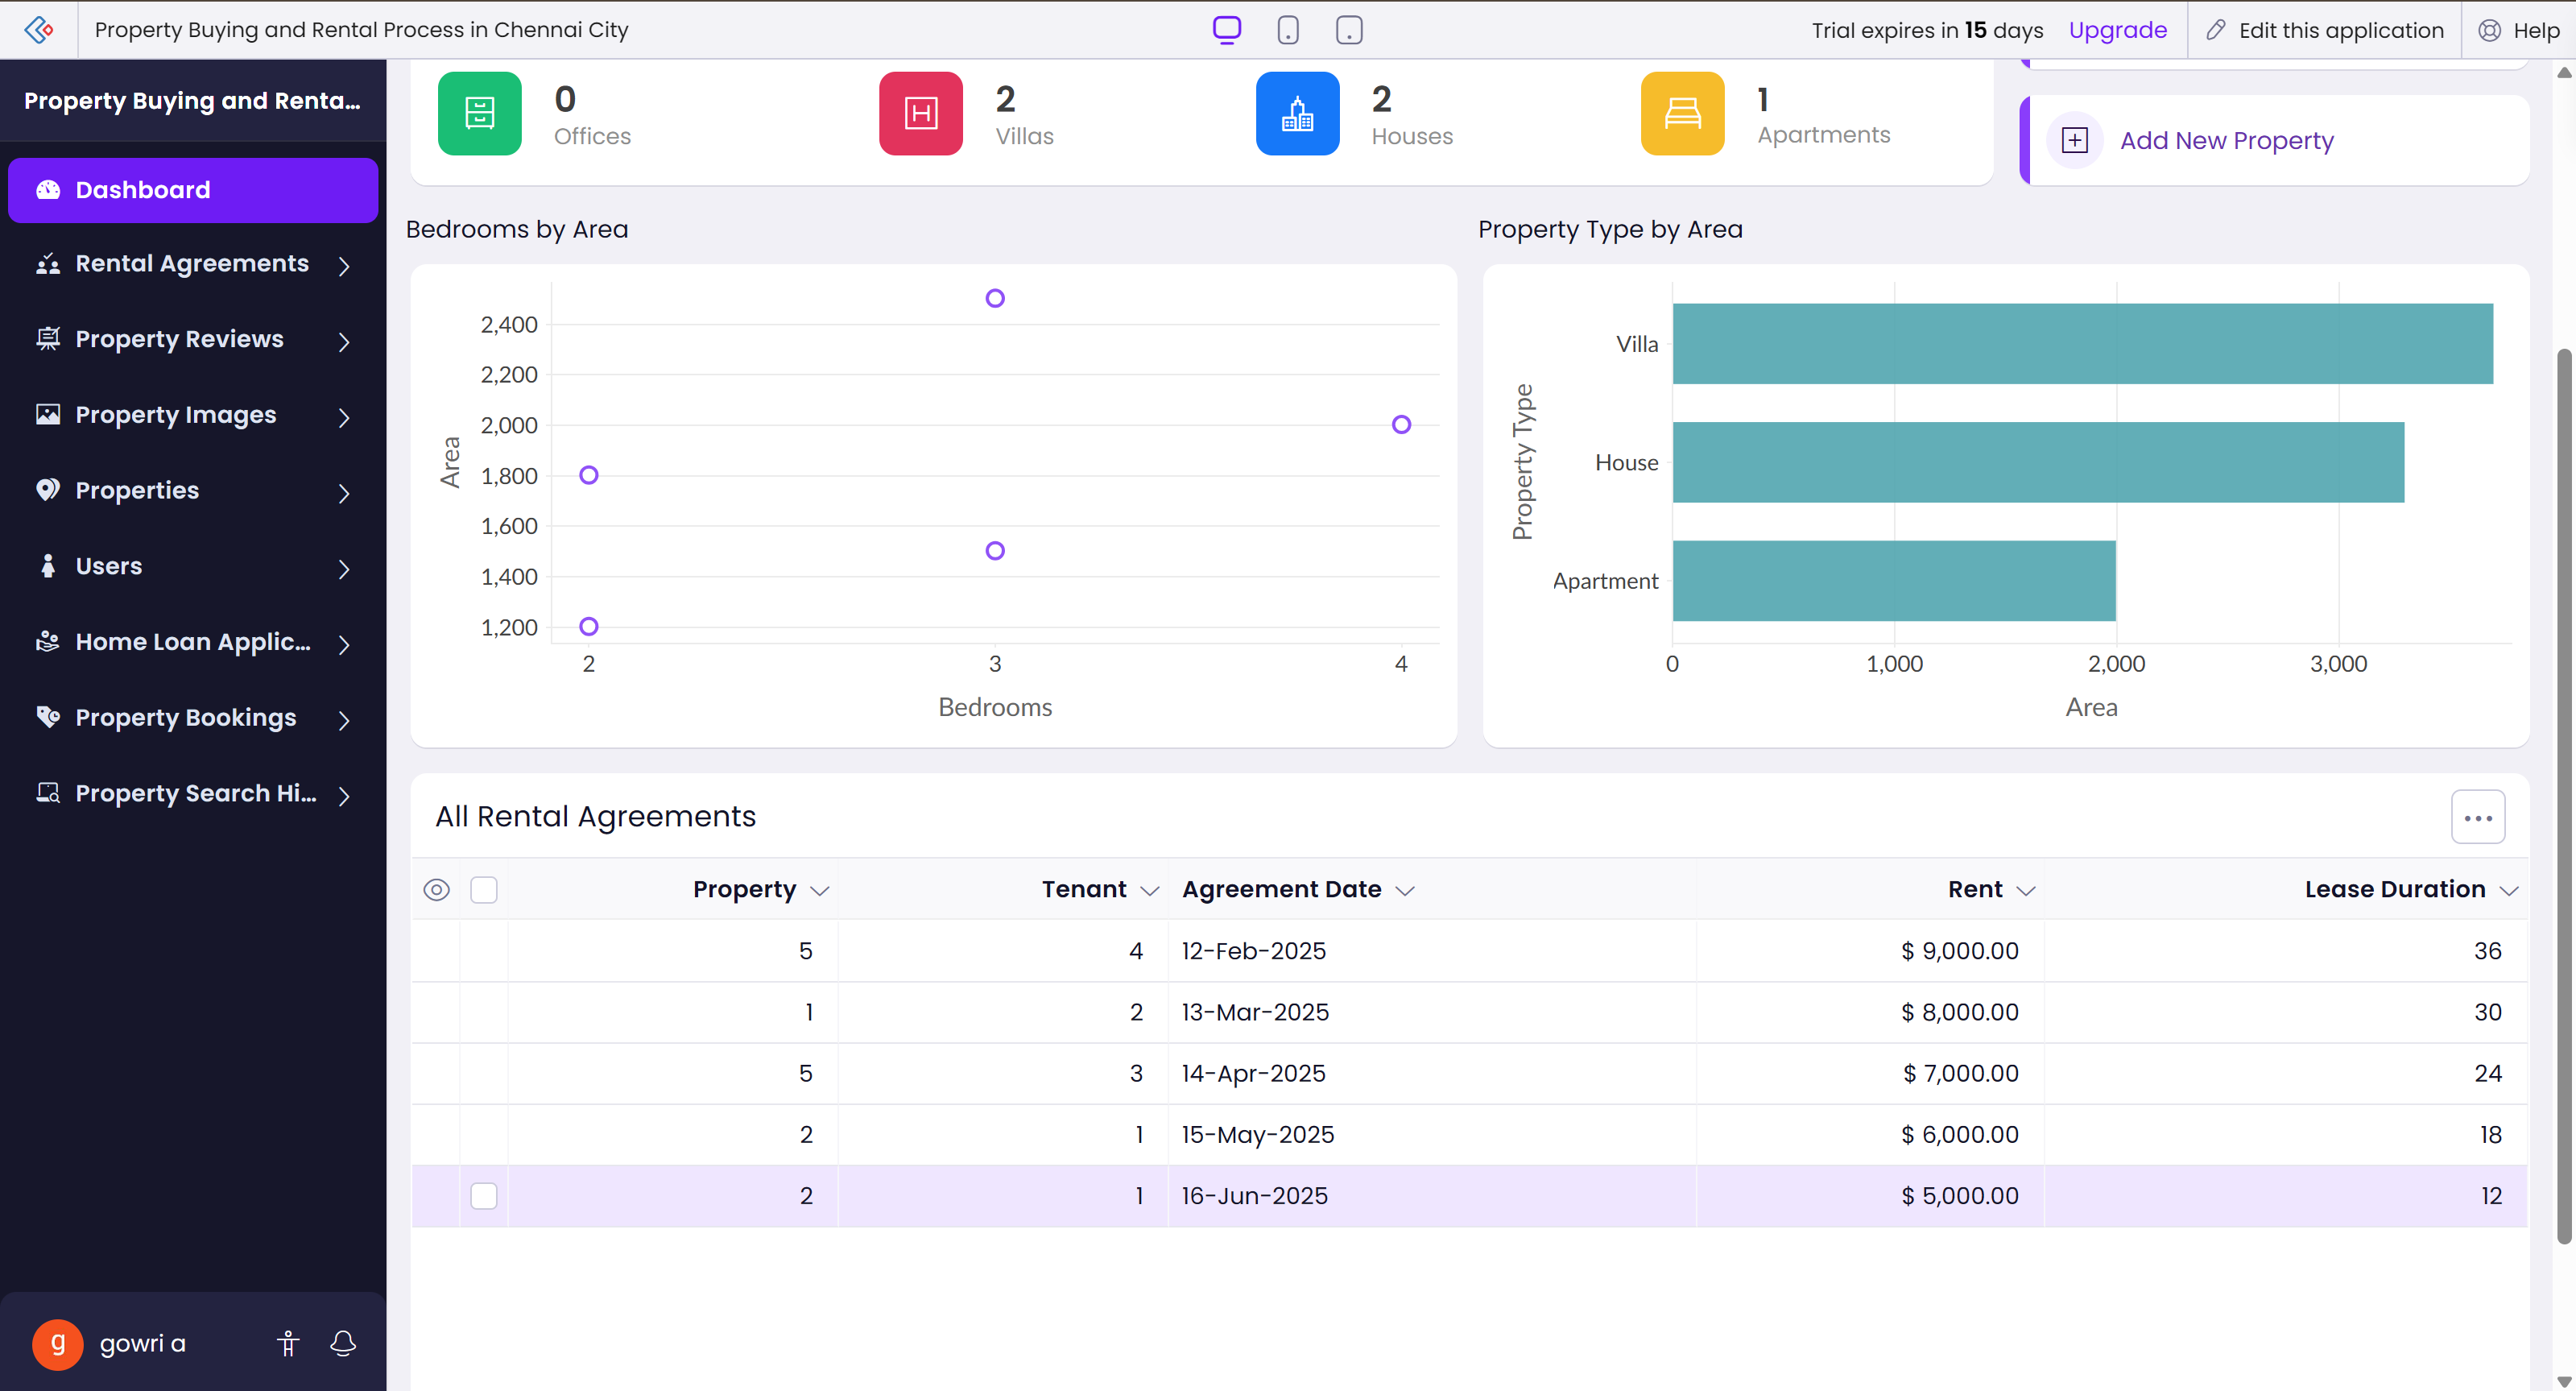 Property Buying and Rental Process in Chennai City
Trial expires in 15 days Upgrade
Edit this application
Help
Property Buying and Renta...
Dashboard
Rental Agreements
Property Reviews
Property Images
Properties
Users
Home Loan Applic...
Property Bookings
Property Search Hi...
g gowri a
0
Offices
2
Villas
2
Houses
1
Apartments
Add New Property
Bedrooms by Area
2,400
2,200
2,000
1,800
1,600
1,400
1,200
Area
2 3 4
Bedrooms
Property Type by Area
Property Type
Villa
House
Apartment
0 1,000 2,000 3,000
Area
All Rental Agreements
Property Tenant Agreement Date Rent Lease Duration
5 4 12-Feb-2025 $ 9,000.00 36
1 2 13-Mar-2025 $ 8,000.00 30
5 3 14-Apr-2025 $ 7,000.00 24
2 1 15-May-2025 $ 6,000.00 18
2 1 16-Jun-2025 $ 5,000.00 12